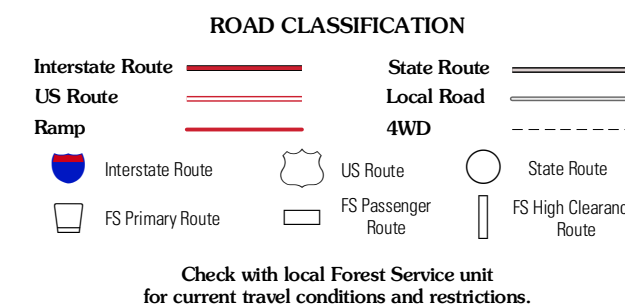 ROAD CLASSIFICATION
Interstate Route
State Route
US Route
Local Road
Ramp
4WD
Interstate Route
US Route
State Route
FS Primary Route
FS Passenger
Route
FS High Clearanc
Route
Check with local Forest Service unit
for current travel conditions and restrictions.